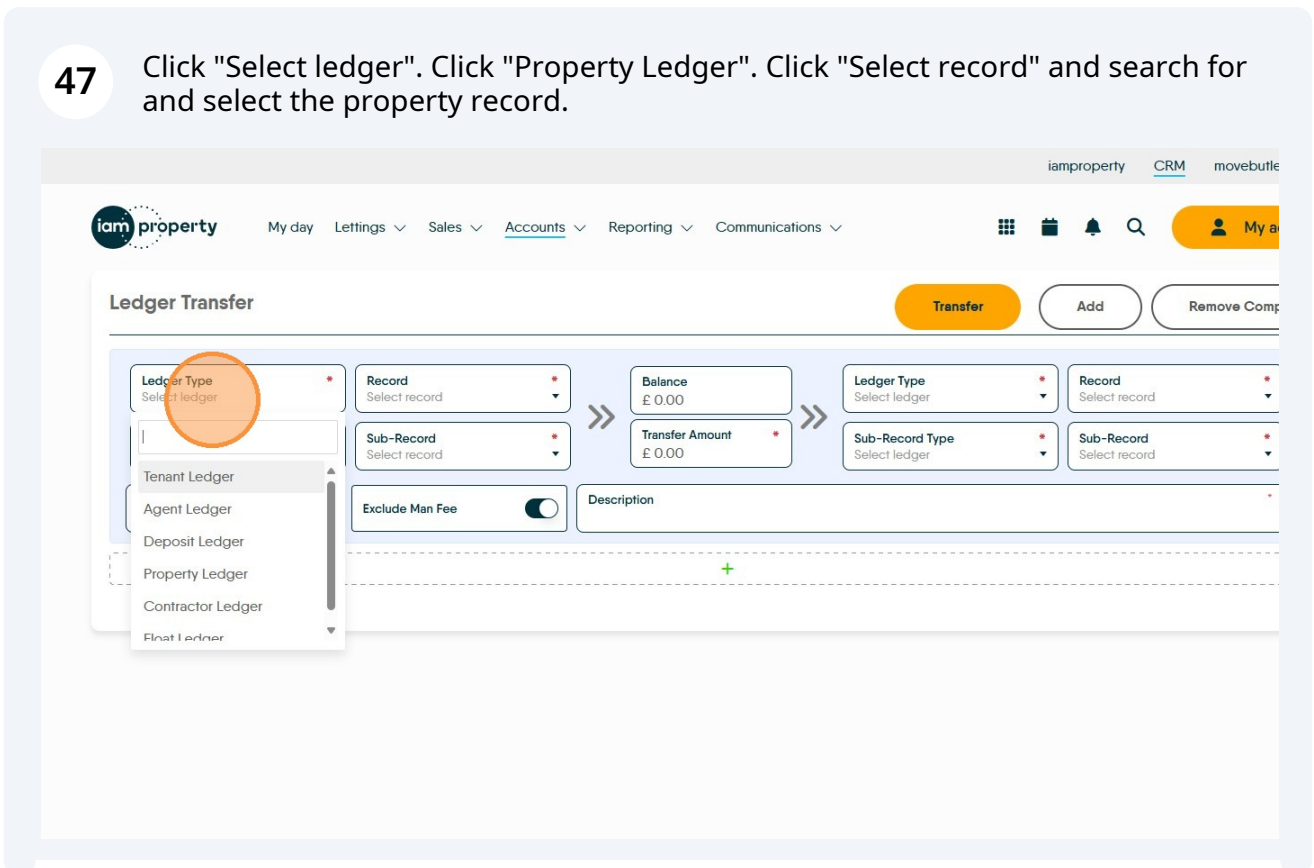 47
Click "Select ledger". Click "Property Ledger". Click "Select record" and search for
and select the property record.
iamproperty CRM movebutle
iam property My day Lettings Sales Accounts Reporting Communications My a
Ledger Transfer Transfer Add Remove Comp
Ledger Type * Record * Balance Ledger Type * Record *
Select ledger Select record £ 0.00 Select ledger Select record
Sub-Record * Transfer Amount * Sub-Record Type * Sub-Record *
Select record £ 0.00 Select ledger Select record
Tenant Ledger
Agent Ledger Exclude Man Fee Description *
Deposit Ledger
Property Ledger +
Contractor Ledger
Float Ledger